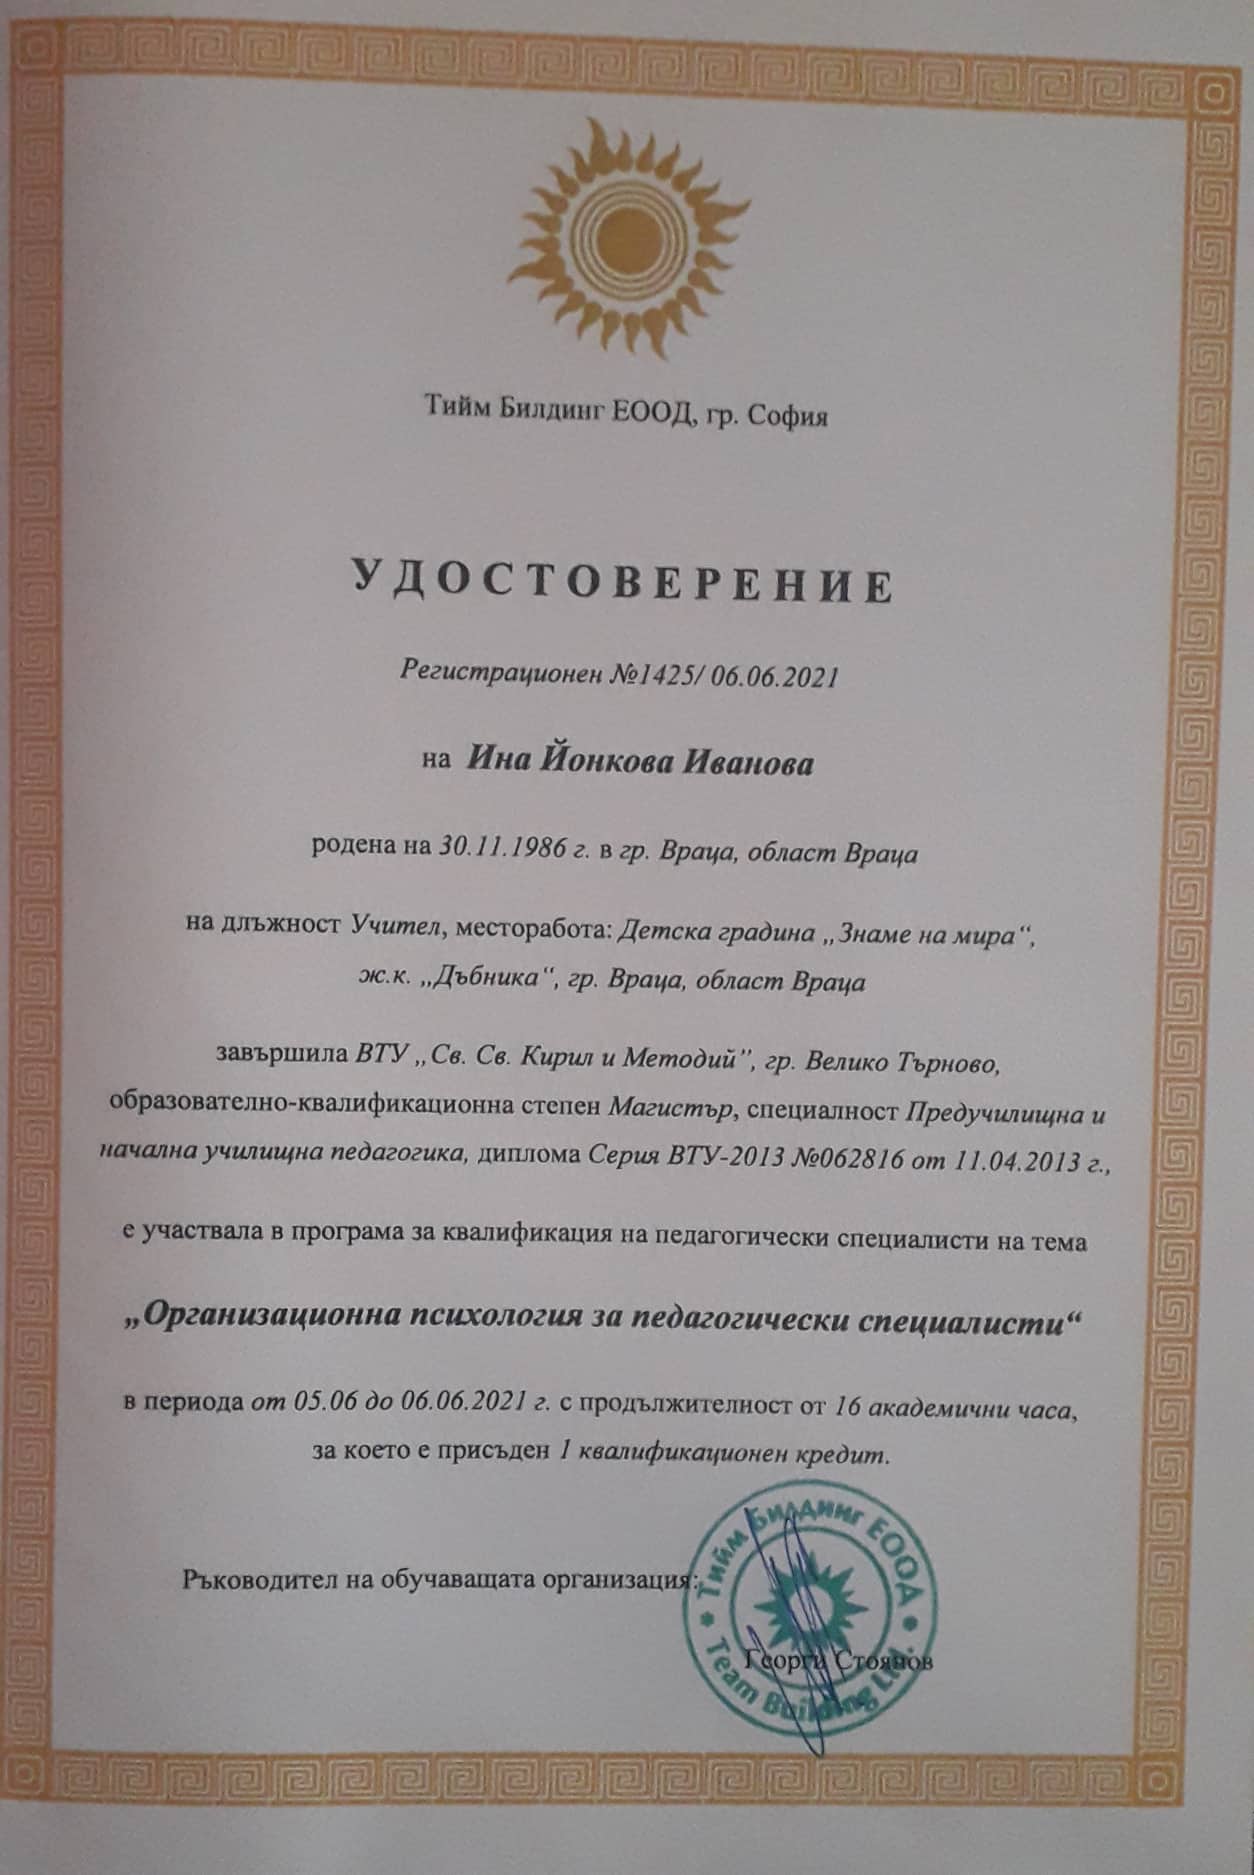 Тийм Билдинг ЕООД, гр. София
УДОСТОВЕРЕНИЕ
Регистрационен №1425/ 06.06.2021
на Ина Йонкова Иванова
родена на 30.11.1986 г. в гр. Враца, област Враца
на длъжност Учител, месторабота: Детска градина „Знаме на мира“,
ж.к. „Дъбника“, гр. Враца, област Враца
завършила ВТУ „Св. Св. Кирил и Методий”, гр. Велико Търново,
образователно-квалификационна степен Магистър, специалност Предучилищна и
начална училищна педагогика, диплома Серия ВТУ-2013 №062816 от 11.04.2013 г.,
е участвала в програма за квалификация на педагогически специалисти на тема
„Организационна психология за педагогически специалисти“
в периода от 05.06 до 06.06.2021 г. с продължителност от 16 академични часа,
за което е присъден 1 квалификационен кредит.
Ръководител на обучаващата организация:
Георги Стоянов
Тийм Билдинг ЕООД
Team Building Ltd.